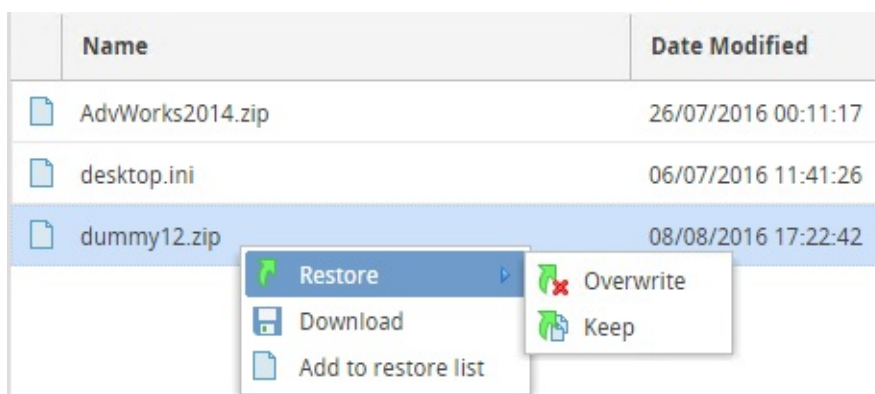 Name Date Modified
AdvWorks2014.zip 26/07/2016 00:11:17
desktop.ini 06/07/2016 11:41:26
dummy12.zip 08/08/2016 17:22:42
Restore Overwrite
Download Keep
Add to restore list